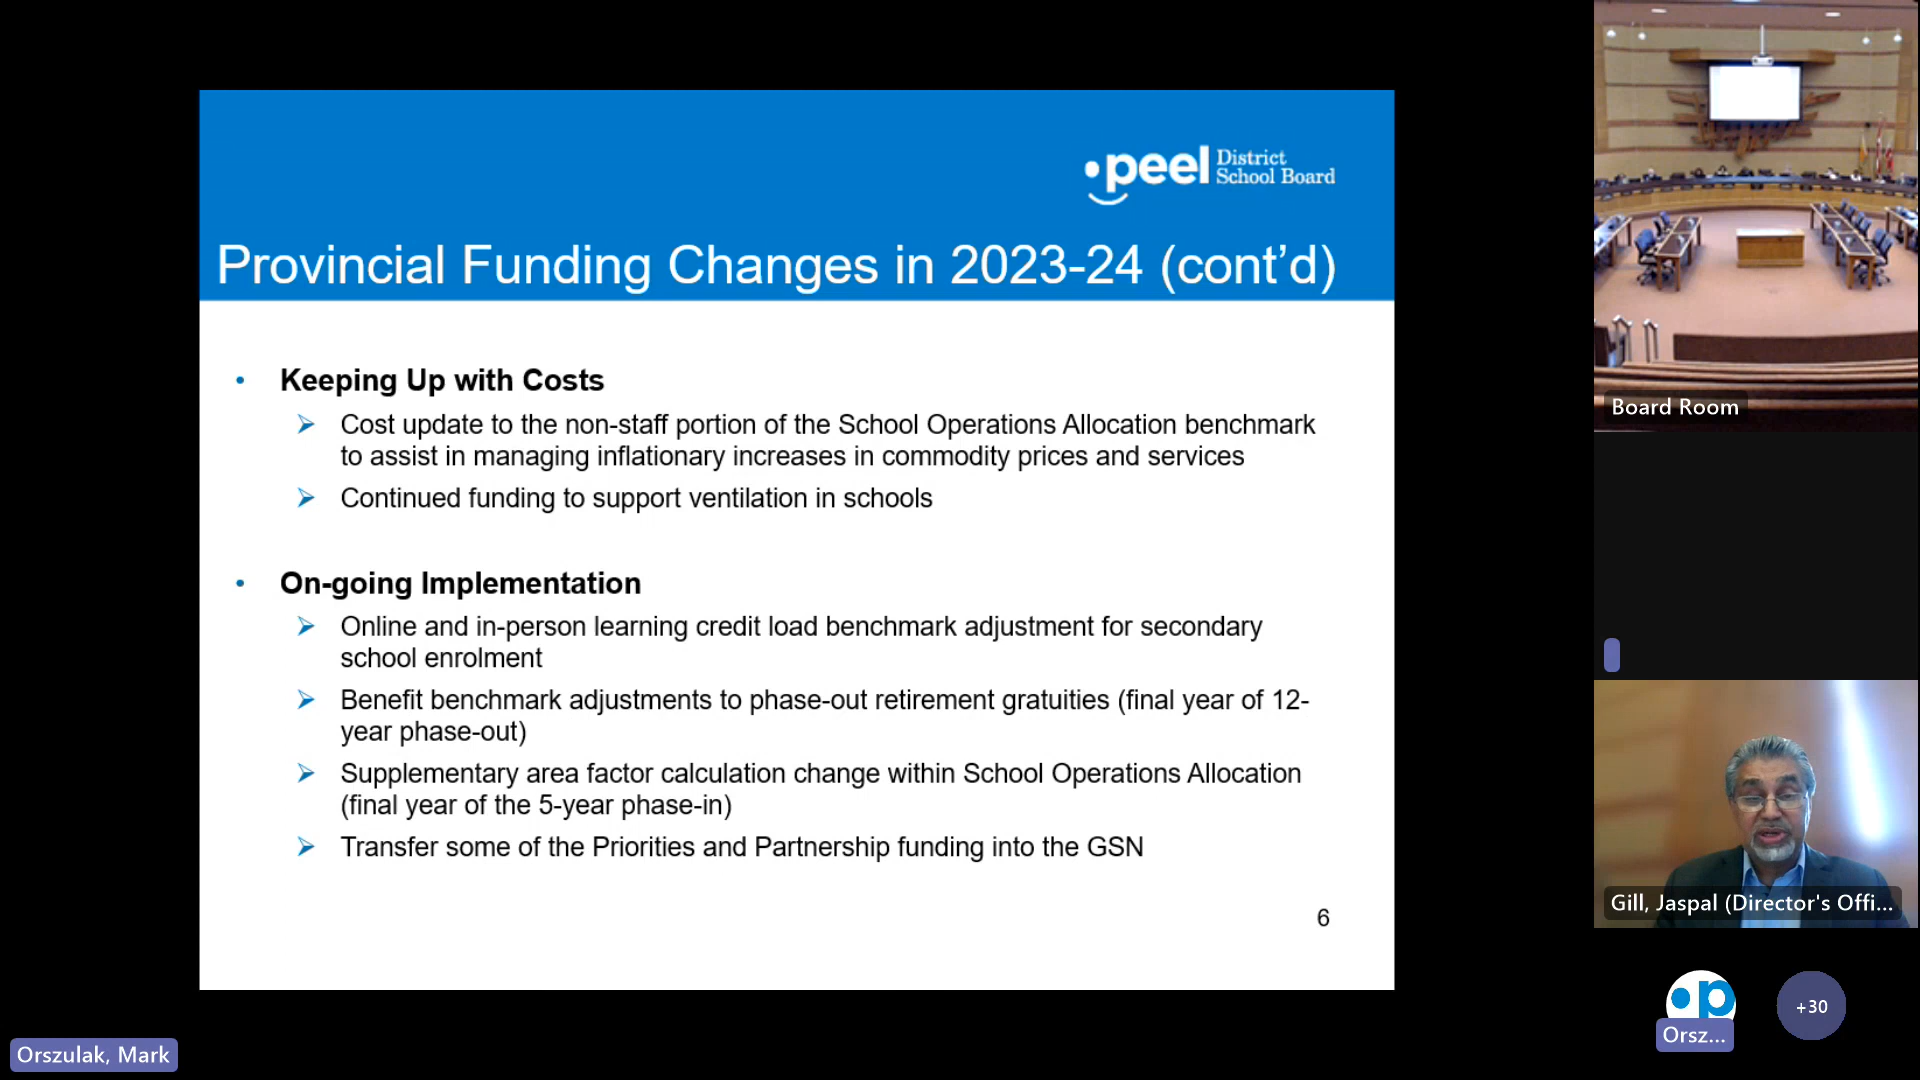 peel District
School Board
Provincial Funding Changes in 2023-24 (cont’d)
• Keeping Up with Costs
➢ Cost update to the non-staff portion of the School Operations Allocation benchmark
to assist in managing inflationary increases in commodity prices and services
➢ Continued funding to support ventilation in schools
• On-going Implementation
➢ Online and in-person learning credit load benchmark adjustment for secondary
school enrolment
➢ Benefit benchmark adjustments to phase-out retirement gratuities (final year of 12-
year phase-out)
➢ Supplementary area factor calculation change within School Operations Allocation
(final year of the 5-year phase-in)
➢ Transfer some of the Priorities and Partnership funding into the GSN
6
Board Room
Gill, Jaspal (Director's Offi...
p
Orsz...
+30
Orszulak, Mark